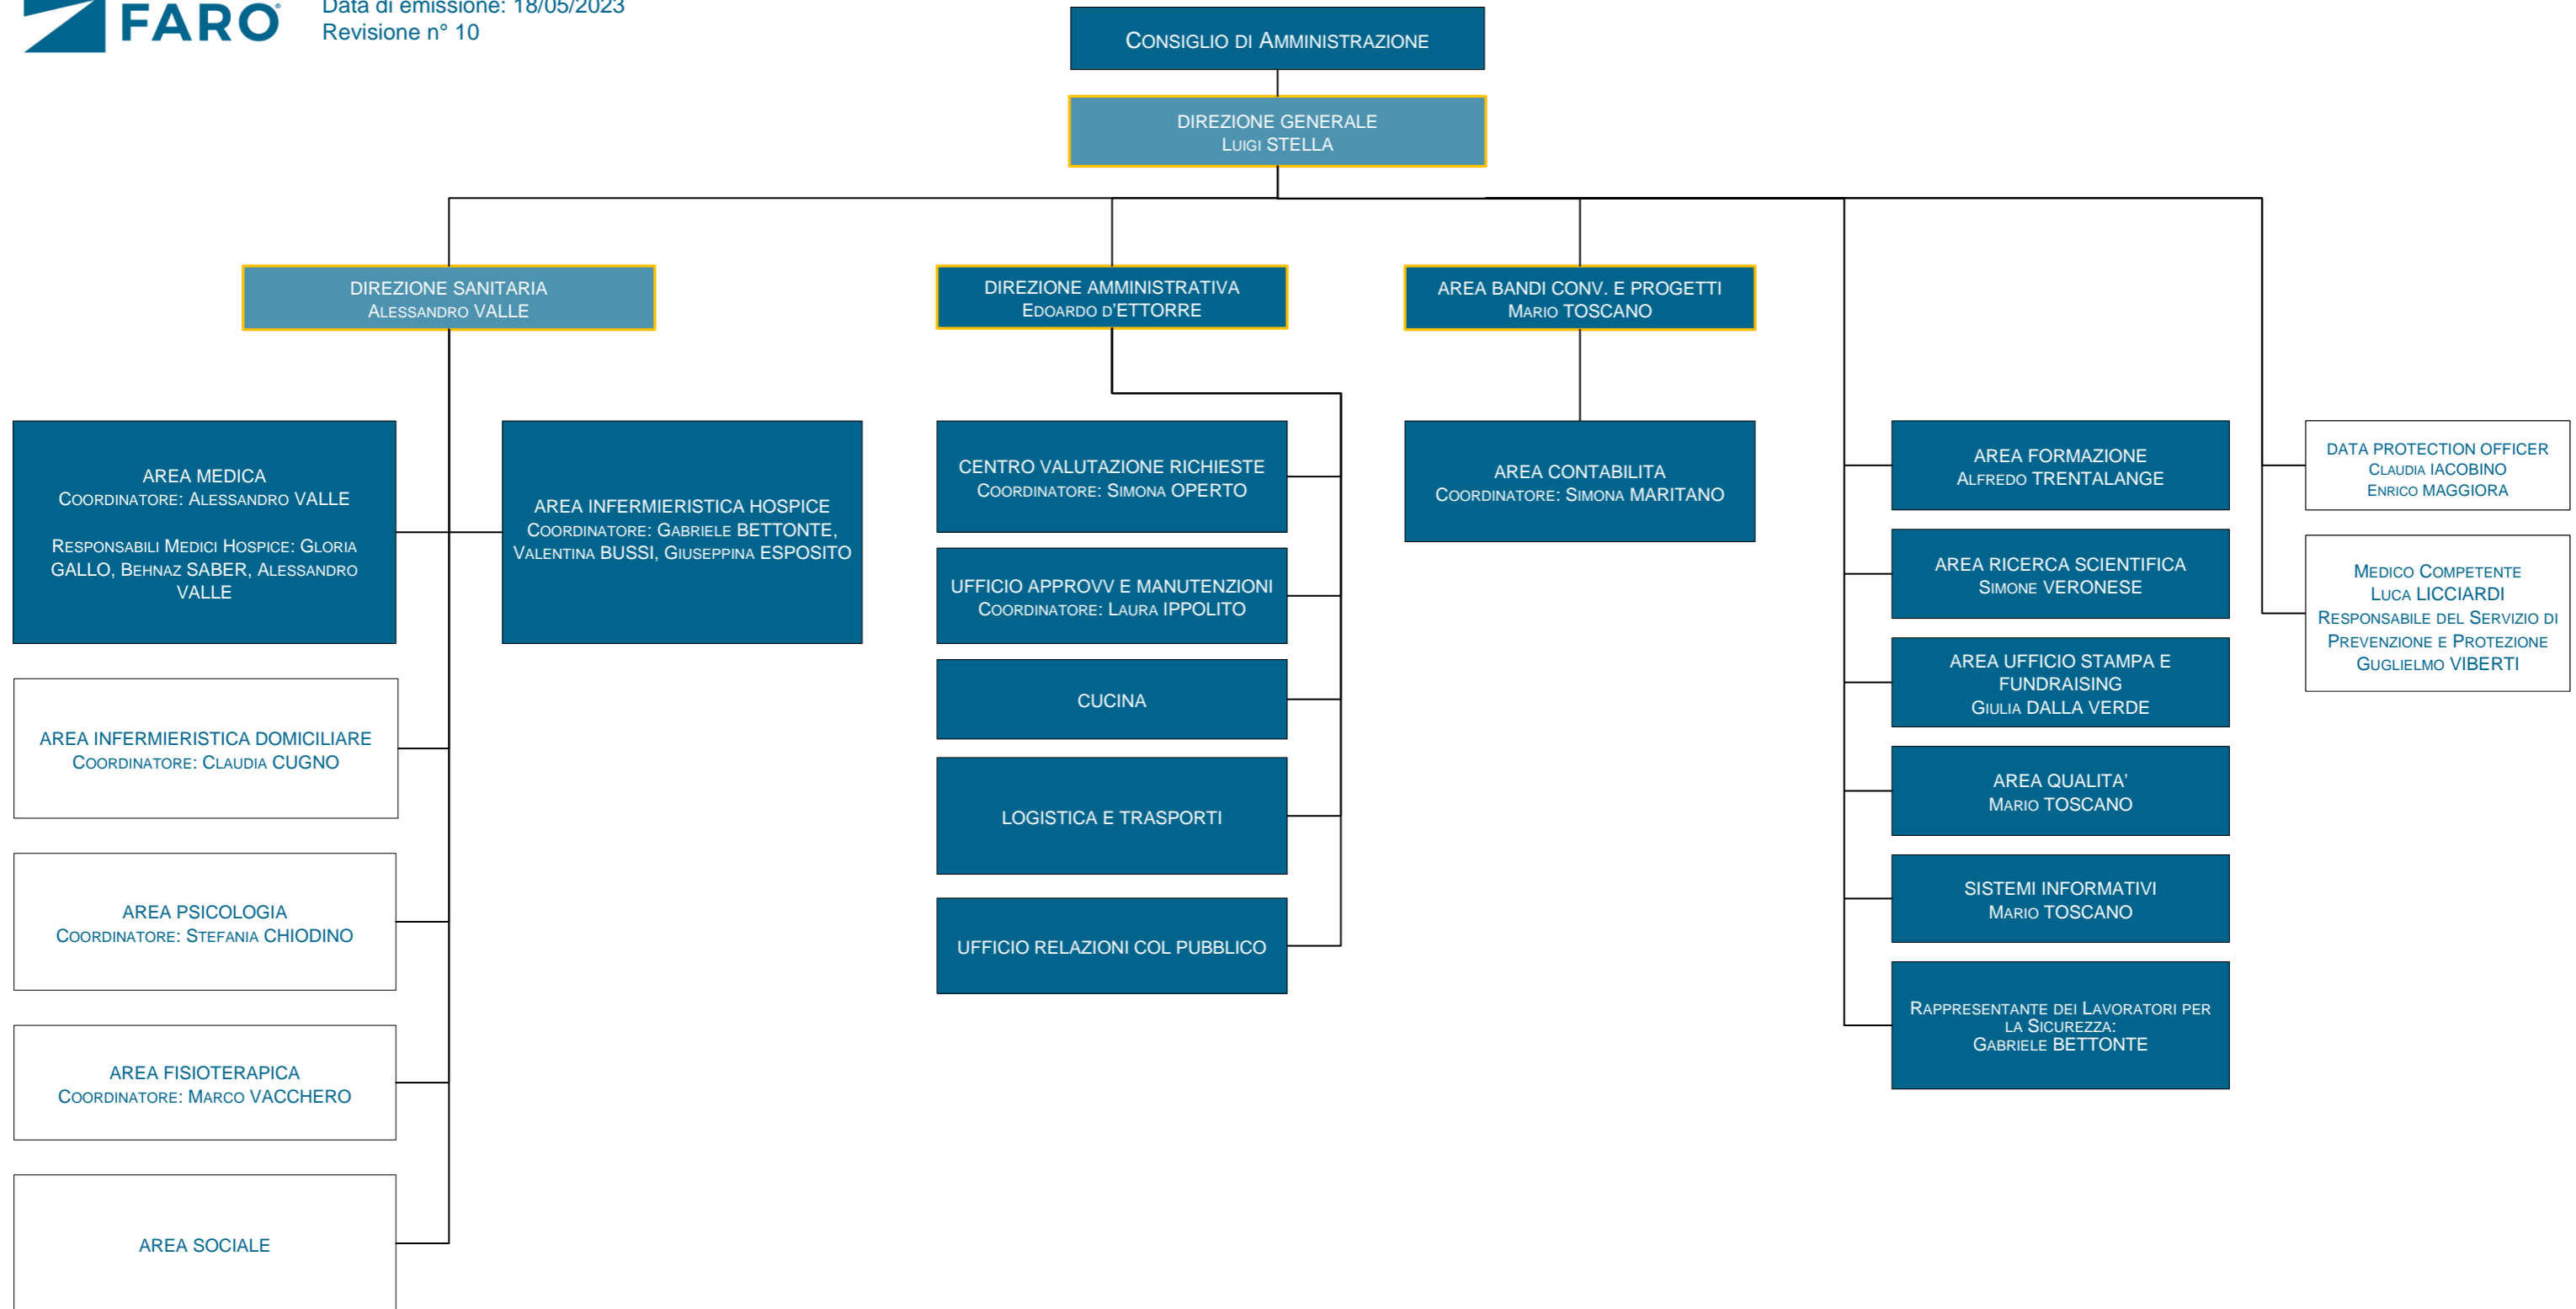 FARO
Data di emissione: 18/05/2023
Revisione n° 10
CONSIGLIO DI AMMINISTRAZIONE
DIREZIONE GENERALE
LUIGI STELLA
DIREZIONE SANITARIA
ALESSANDRO VALLE
DIREZIONE AMMINISTRATIVA
EDOARDO D'ETTORRE
AREA BANDI CONV. E PROGETTI
MARIO TOSCANO
AREA MEDICA
COORDINATORE: ALESSANDRO VALLE
RESPONSABILI MEDICI HOSPICE: GLORIA
GALLO, BEHNAZ SABER, ALESSANDRO
VALLE
AREA INFERMIERISTICA HOSPICE
COORDINATORE: GABRIELE BETTONTE,
VALENTINA BUSSI, GIUSEPPINA ESPOSITO
AREA INFERMIERISTICA DOMICILIARE
COORDINATORE: CLAUDIA CUGNO
AREA PSICOLOGIA
COORDINATORE: STEFANIA CHIODINO
AREA FISIOTERAPICA
COORDINATORE: MARCO VACCHERO
AREA SOCIALE
CENTRO VALUTAZIONE RICHIESTE
COORDINATORE: SIMONA OPERTO
UFFICIO APPROVV E MANUTENZIONI
COORDINATORE: LAURA IPPOLITO
CUCINA
LOGISTICA E TRASPORTI
UFFICIO RELAZIONI COL PUBBLICO
AREA CONTABILITA
COORDINATORE: SIMONA MARITANO
AREA FORMAZIONE
ALFREDO TRENTALANGE
AREA RICERCA SCIENTIFICA
SIMONE VERONESE
AREA UFFICIO STAMPA E
FUNDRAISING
GIULIA DALLA VERDE
AREA QUALITA'
MARIO TOSCANO
SISTEMI INFORMATIVI
MARIO TOSCANO
RAPPRESENTANTE DEI LAVORATORI PER
LA SICUREZZA:
GABRIELE BETTONTE
DATA PROTECTION OFFICER
CLAUDIA IACOBINO
ENRICO MAGGIORA
MEDICO COMPETENTE
LUCA LICCIARDI
RESPONSABILE DEL SERVIZIO DI
PREVENZIONE E PROTEZIONE
GUGLIELMO VIBERTI